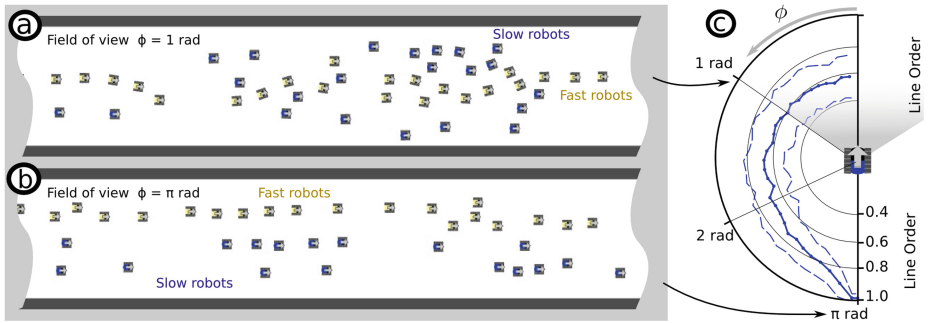 a
Field of view ϕ = 1 rad
Slow robots
Fast robots
b
Field of view ϕ = π rad
Fast robots
Slow robots
c
ϕ
1 rad
2 rad
Line Order
0.4
0.6
0.8
1.0
Line Order
π rad